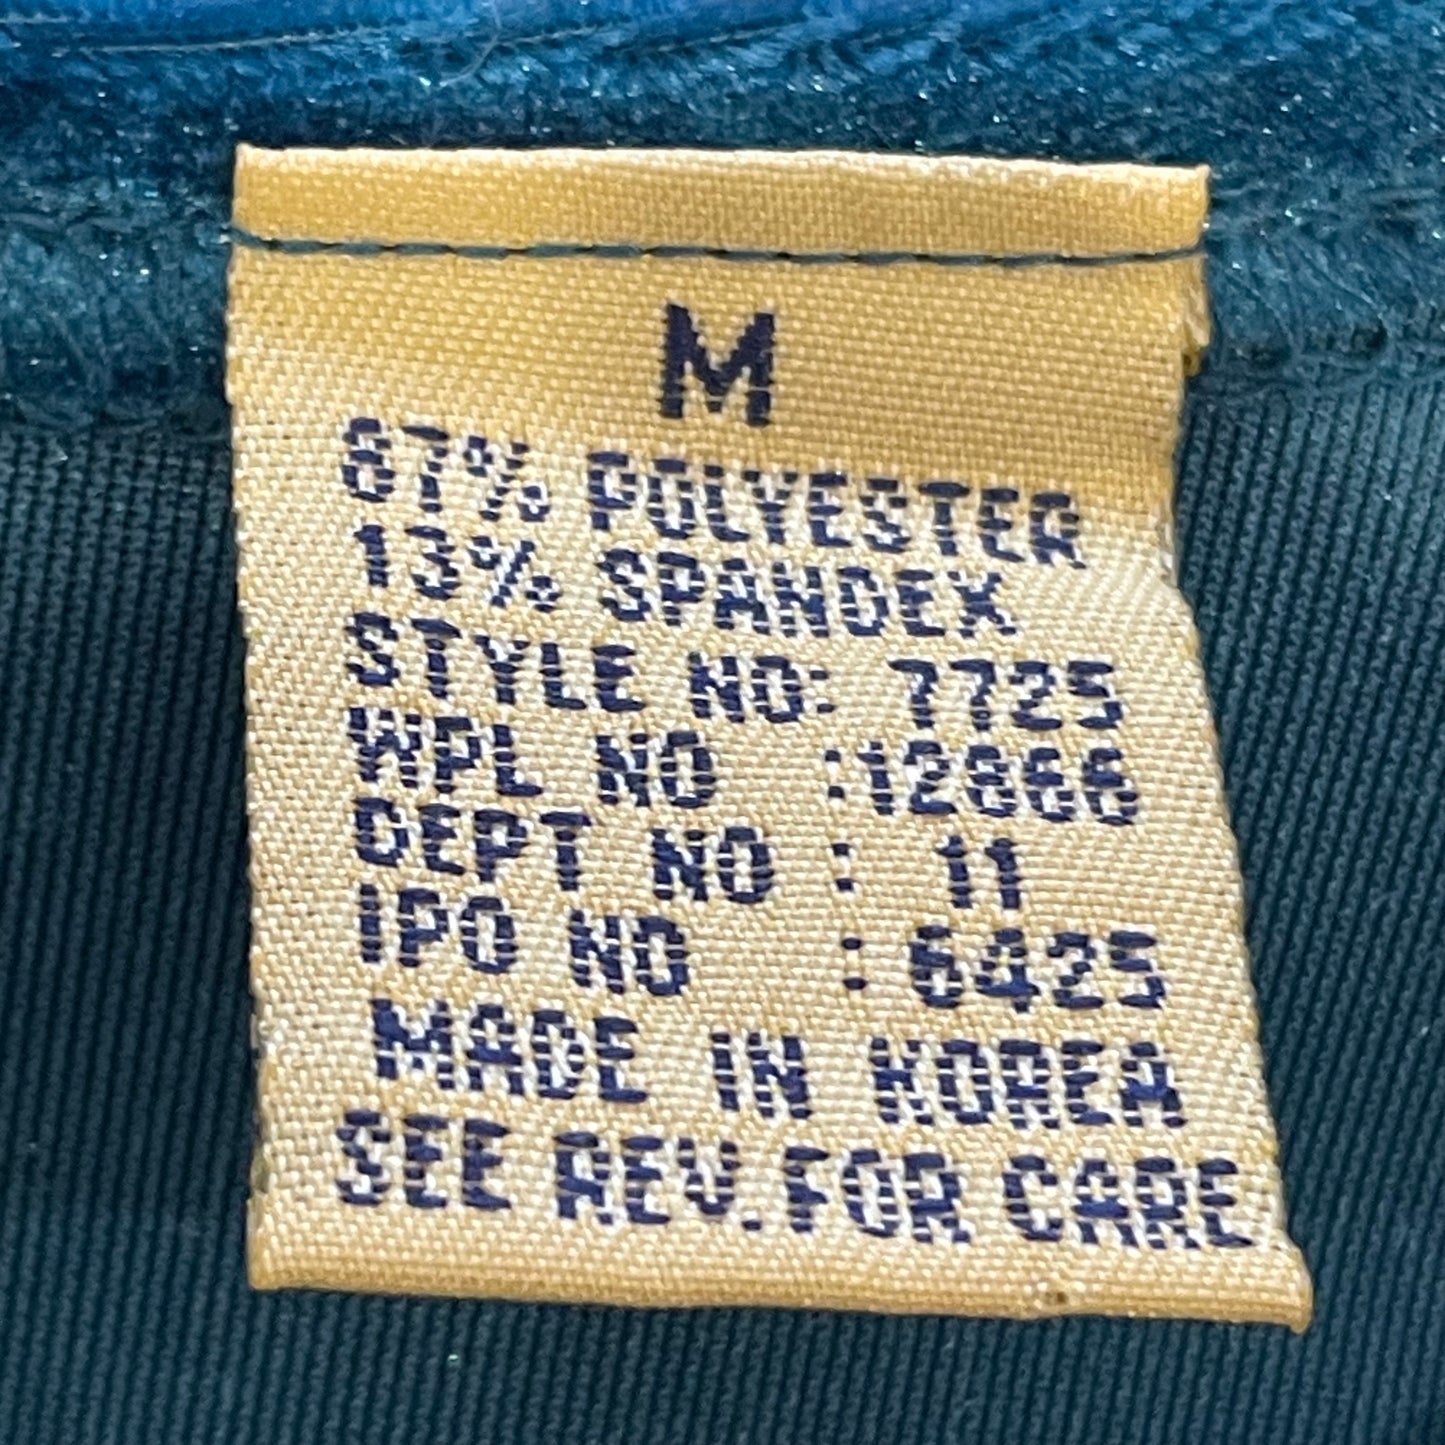 M
87% POLYESTER
13% SPANDEX
STYLE NO: 7725
WPL NO :12866
DEPT NO : 11
IPO NO : 6425
MADE IN KOREA
SEE REV.FOR CARE